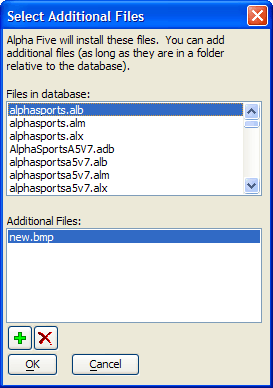 Select Additional Files
Alpha Five will install these files. You can add
additional files (as long as they are in a folder
relative to the database).
Files in database:
alphasports.alb
alphasports.alm
alphasports.alx
AlphaSportsA5V7.adb
alphasportsa5v7.alb
alphasportsa5v7.alm
alphasportsa5v7.alx
Additional Files:
new.bmp
OK
Cancel